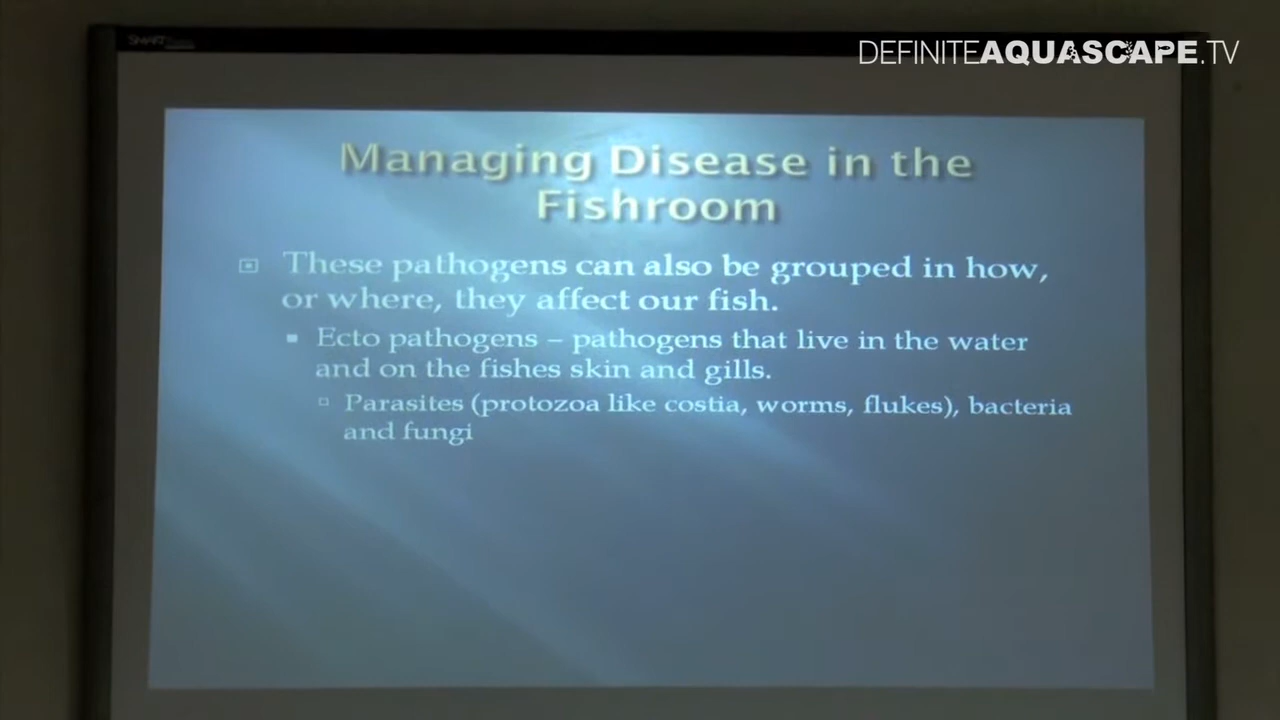 SMART
DEFINITEAQUASCAPE.TV
Managing Disease in the
Fishroom
These pathogens can also be grouped in how,
or where, they affect our fish.
Ecto pathogens – pathogens that live in the water
and on the fishes skin and gills.
Parasites (protozoa like costia, worms, flukes), bacteria
and fungi